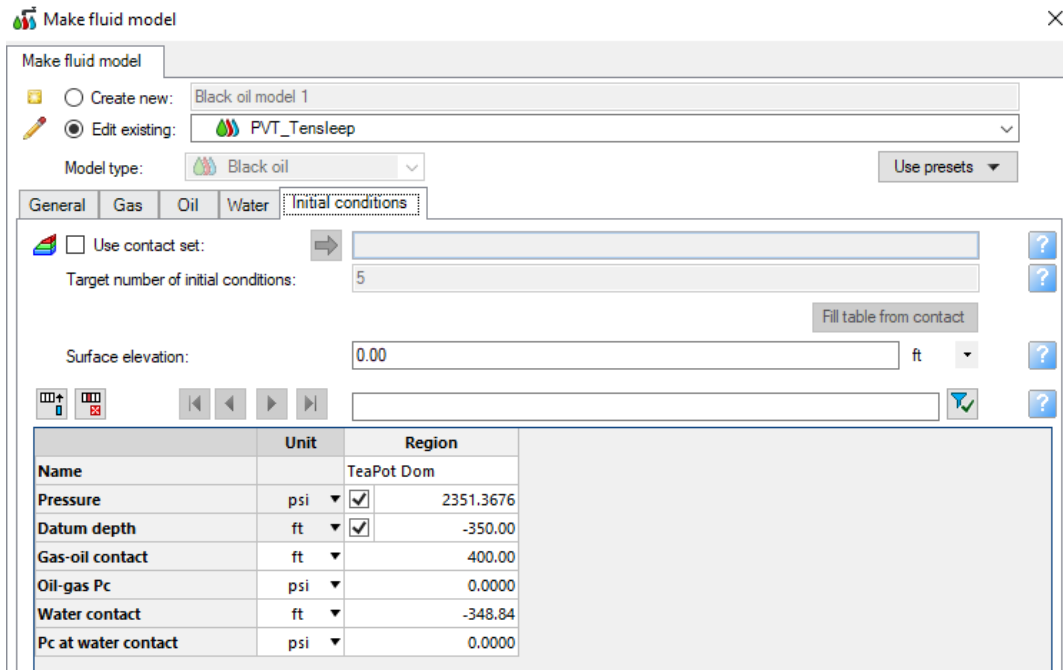 Make fluid model
Make fluid model
Create new: Black oil model 1
Edit existing: PVT_Tensleep
Model type: Black oil Use presets
General Gas Oil Water Initial conditions
Use contact set: ?
Target number of initial conditions: 5 ?
Fill table from contact
Surface elevation: 0.00 ft ?
?
Unit Region
Name TeaPot Dom
Pressure psi 2351.3676
Datum depth ft -350.00
Gas-oil contact ft 400.00
Oil-gas Pc psi 0.0000
Water contact ft -348.84
Pc at water contact psi 0.0000